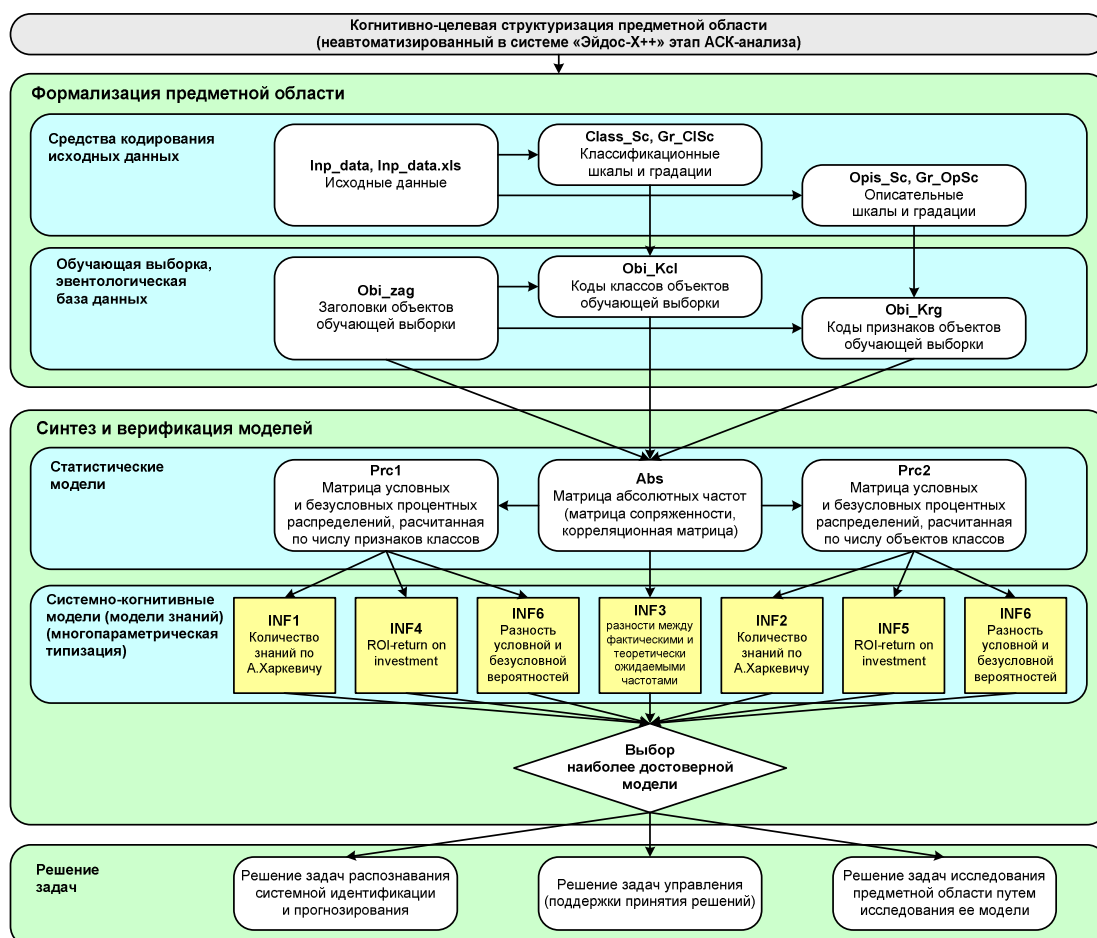 Когнитивно-целевая структуризация предметной области
(неавтоматизированный в системе «Эйдос-Х++» этап АСК-анализа)
Формализация предметной области
Средства кодирования
исходных данных
Inp_data, Inp_data.xls
Исходные данные
Class_Sc, Gr_ClSc
Классификационные
шкалы и градации
Opis_Sc, Gr_OpSc
Описательные
шкалы и градации
Обучающая выборка,
эвентологическая
база данных
Obi_zag
Заголовки объектов
обучающей выборки
Obi_Kcl
Коды классов объектов
обучающей выборки
Obi_Krg
Коды признаков объектов
обучающей выборки
Синтез и верификация моделей
Статистические
модели
Prc1
Матрица условных
и безусловных процентных
распределений, расчитанная
по числу признаков классов
Abs
Матрица абсолютных частот
(матрица сопряженности,
корреляционная матрица)
Prc2
Матрица условных
и безусловных процентных
распределений, расчитанная
по числу объектов классов
Системно-когнитивные
модели (модели знаний)
(многопараметрическая
типизация)
INF1
Количество
знаний по
А.Харкевичу
INF4
ROI-return on
investment
INF6
Разность
условной и
безусловной
вероятностей
INF3
разности между
фактическими и
теоретически
ожидаемыми
частотами
INF2
Количество
знаний по
А.Харкевичу
INF5
ROI-return on
investment
INF6
Разность
условной и
безусловной
вероятностей
Выбор
наиболее достоверной
модели
Решение
задач
Решение задач распознавания
системной идентификации
и прогнозирования
Решение задач управления
(поддержки принятия решений)
Решение задач исследования
предметной области путем
исследования ее модели